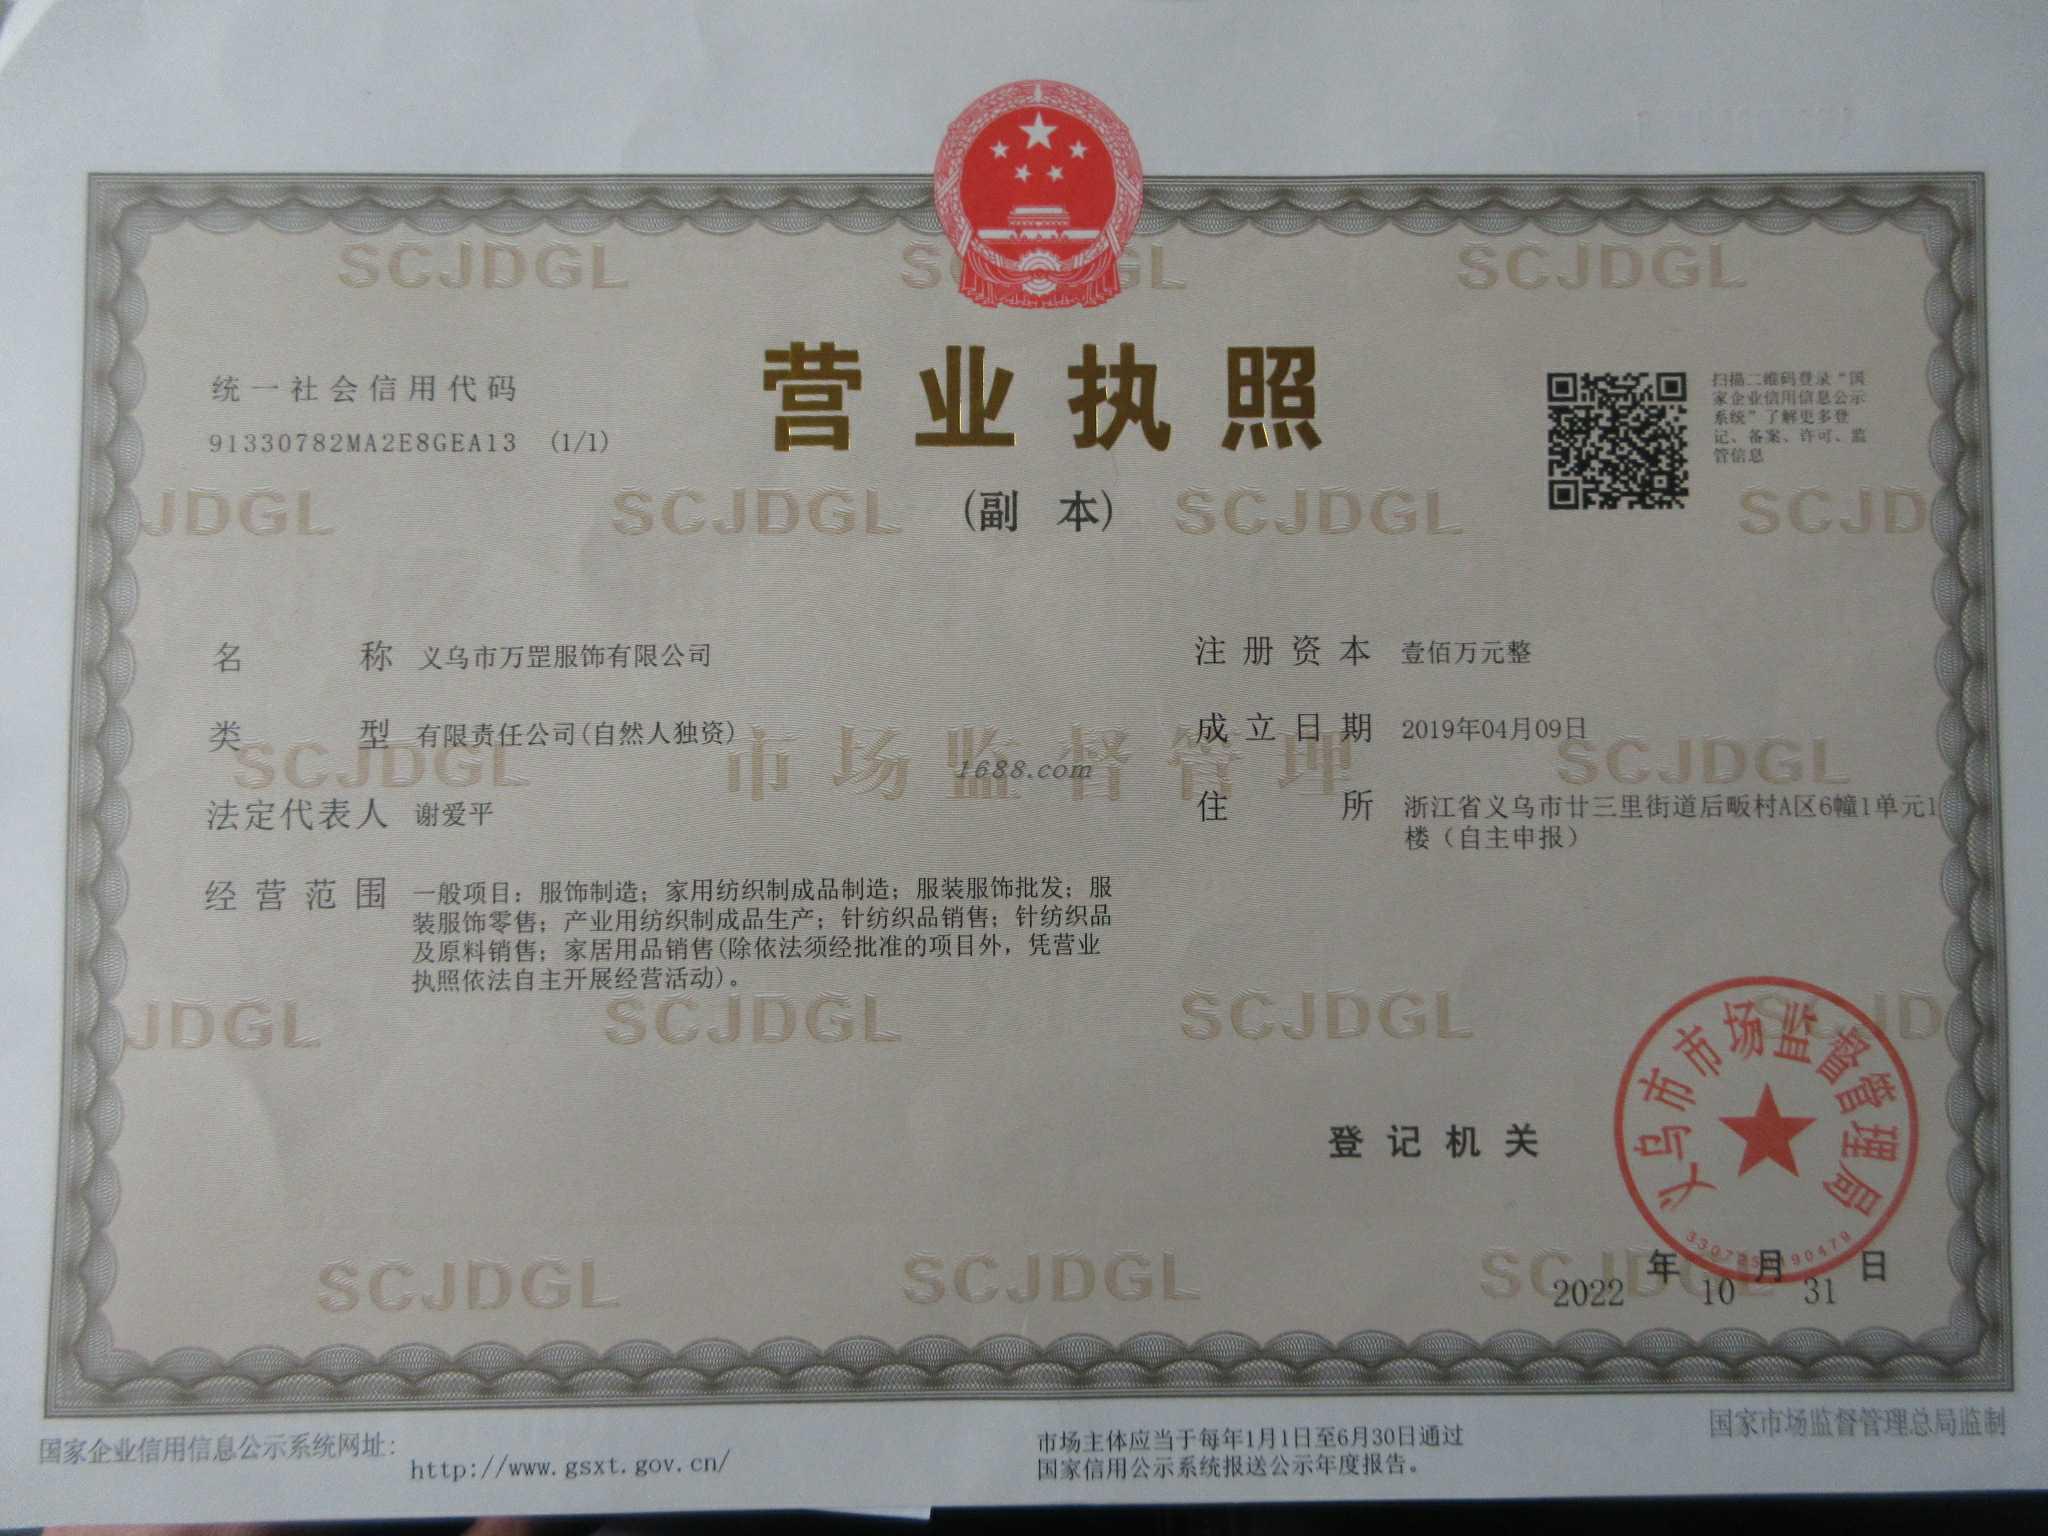 统一社会信用代码
91330782MA2E8GEA13 (1/1)
营业执照
(副 本)
扫描二维码登录“国
家企业信用信息公示
系统”了解更多登
记、备案、许可、监
管信息
名 称 义乌市万罡服饰有限公司
类 型 有限责任公司(自然人独资)
法定代表人 谢爱平
经营范围 一般项目：服饰制造；家用纺织制成品制造；服装服饰批发；服
装服饰零售；产业用纺织制成品生产；针纺织品销售；针纺织品
及原料销售；家居用品销售(除依法须经批准的项目外，凭营业
执照依法自主开展经营活动)。
注册资本 壹佰万元整
成立日期 2019年04月09日
住 所 浙江省义乌市廿三里街道后畈村A区6幢1单元1
楼（自主申报）
SCJDGL
市场监督管理
1688.com
登记机关
义乌市市场监督管理局
2022年10月31日
国家企业信用信息公示系统网址：
http://www.gsxt.gov.cn/
市场主体应当于每年1月1日至6月30日通过
国家信用公示系统报送公示年度报告。
国家市场监督管理总局监制